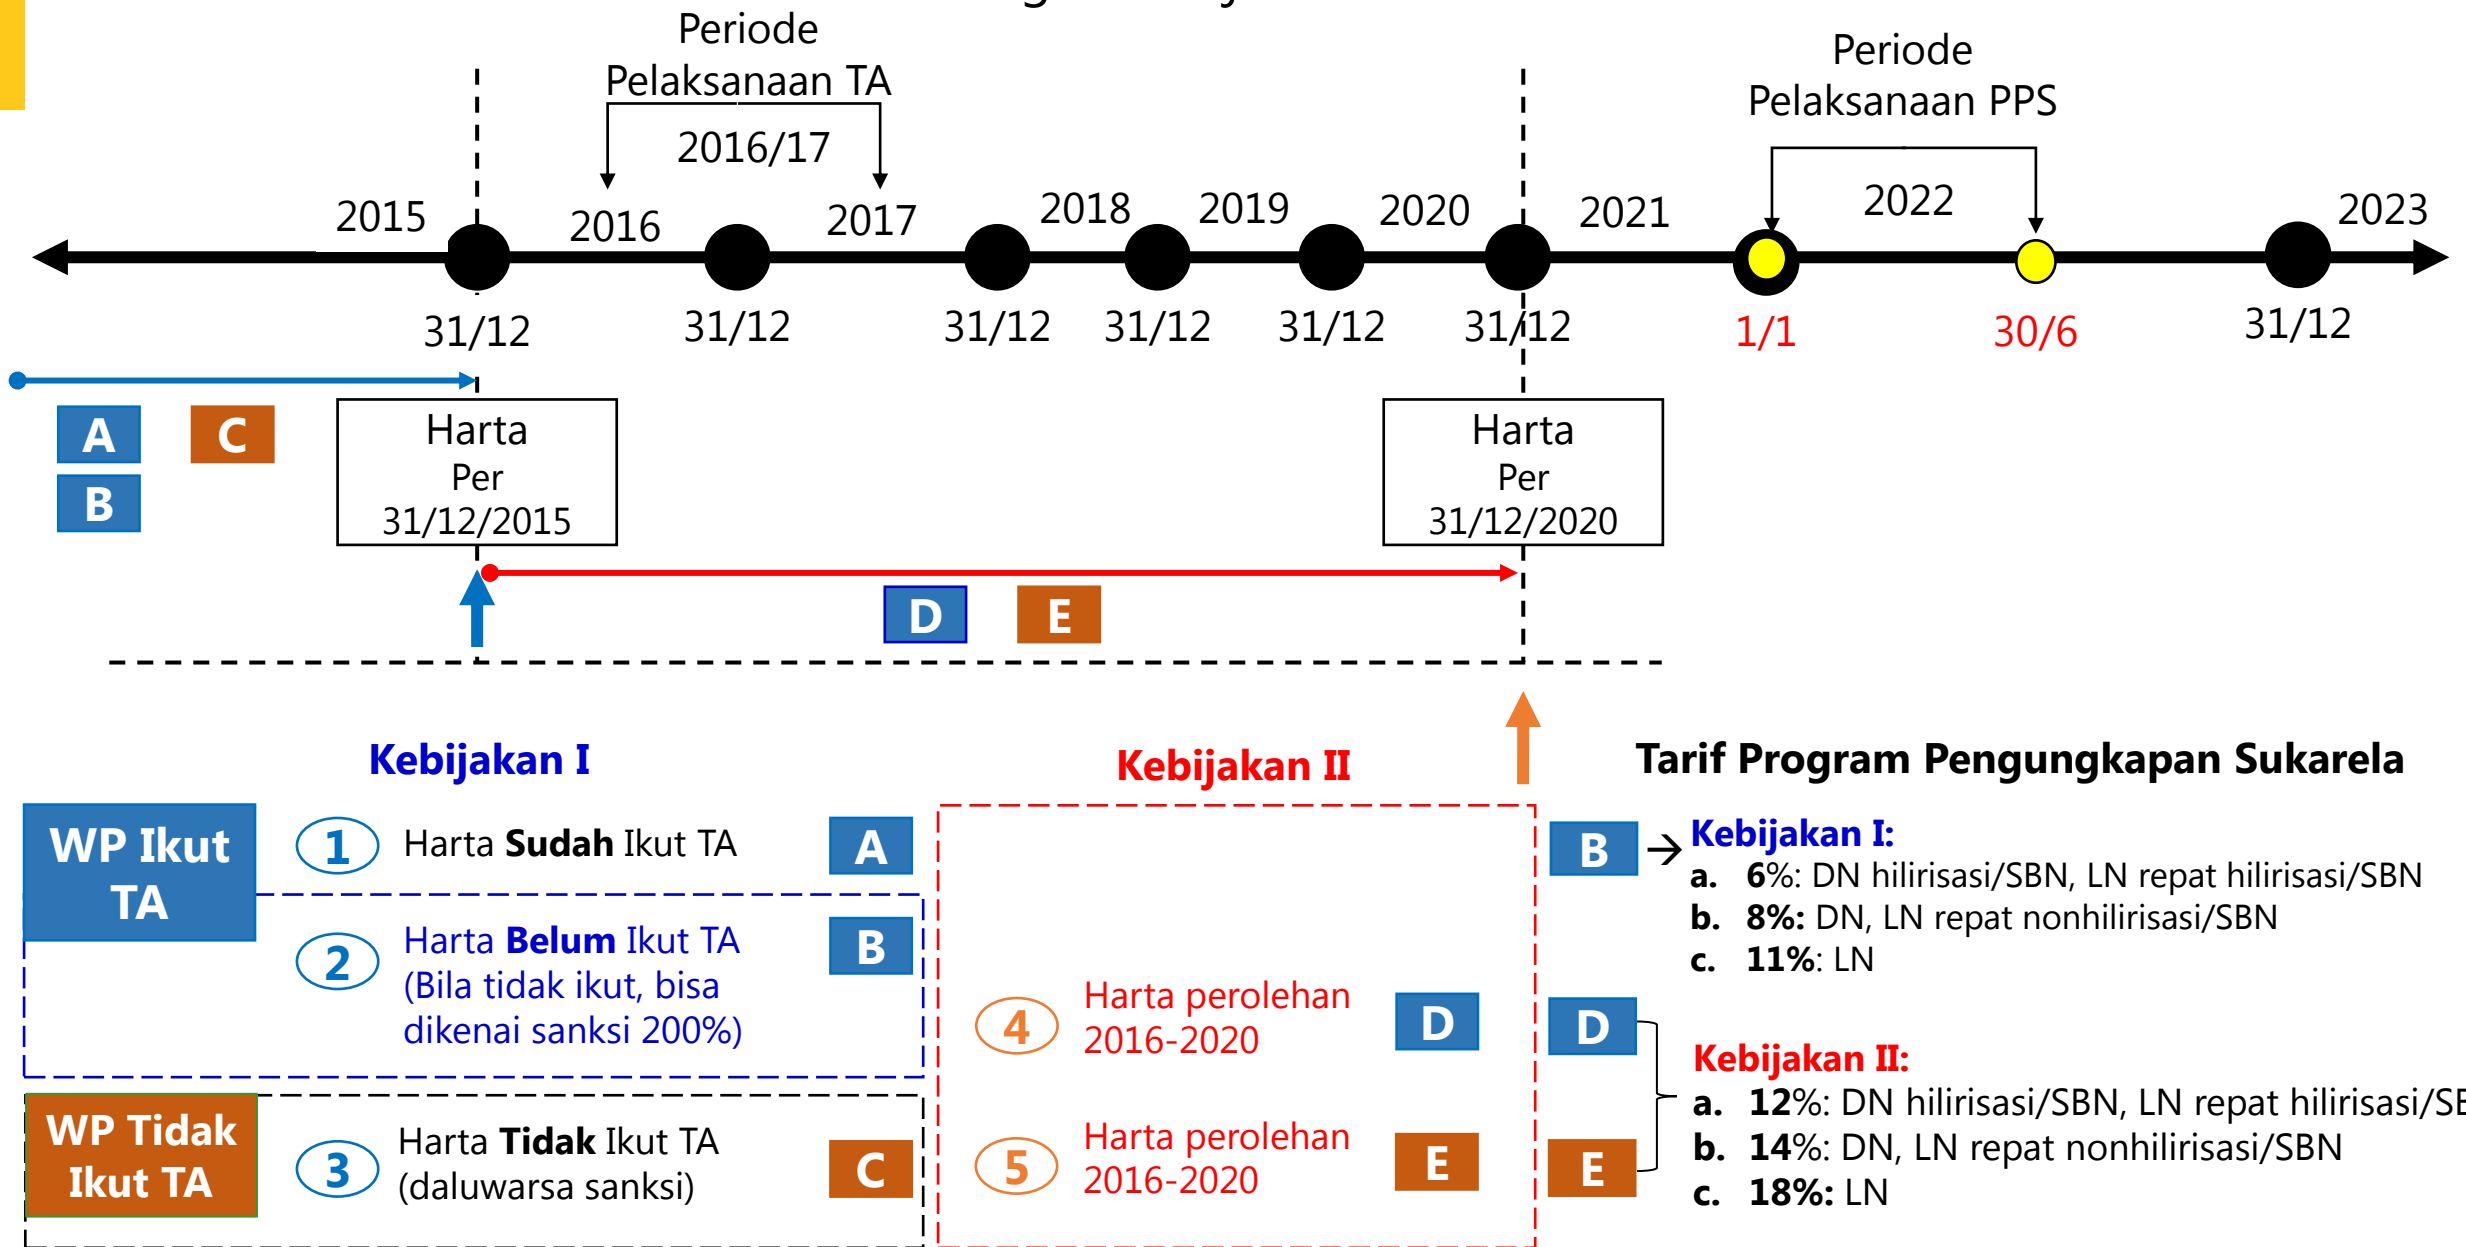 Periode
Pelaksanaan TA
2016/17
Periode
Pelaksanaan PPS
2015
2016
2017
2018
2019
2020
2021
2022
2023
31/12
31/12
31/12
31/12
31/12
31/12
1/1
30/6
31/12
A
C
B
Harta
Per
31/12/2015
Harta
Per
31/12/2020
D
E
Kebijakan I
WP Ikut
TA
1
Harta Sudah Ikut TA
A
2
Harta Belum Ikut TA
(Bila tidak ikut, bisa
dikenai sanksi 200%)
B
WP Tidak
Ikut TA
3
Harta Tidak Ikut TA
(daluwarsa sanksi)
C
Kebijakan II
4
Harta perolehan
2016-2020
D
5
Harta perolehan
2016-2020
E
Tarif Program Pengungkapan Sukarela
B → Kebijakan I:
a. 6%: DN hilirisasi/SBN, LN repat hilirisasi/SBN
b. 8%: DN, LN repat nonhilirisasi/SBN
c. 11%: LN
D
E
Kebijakan II:
a. 12%: DN hilirisasi/SBN, LN repat hilirisasi/
b. 14%: DN, LN repat nonhilirisasi/SBN
c. 18%: LN